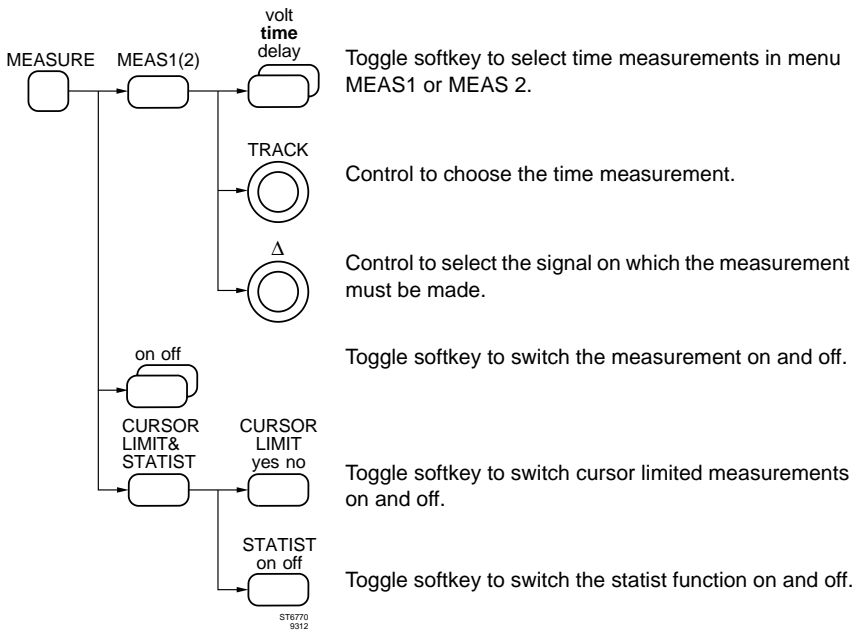 volt
time
delay
MEASURE
MEAS1(2)
Toggle softkey to select time measurements in menu
MEAS1 or MEAS 2.
TRACK
Control to choose the time measurement.
Δ
Control to select the signal on which the measurement
must be made.
on off
Toggle softkey to switch the measurement on and off.
CURSOR
LIMIT&
STATIST
CURSOR
LIMIT
yes no
Toggle softkey to switch cursor limited measurements
on and off.
STATIST
on off
Toggle softkey to switch the statist function on and off.
ST6770
9312